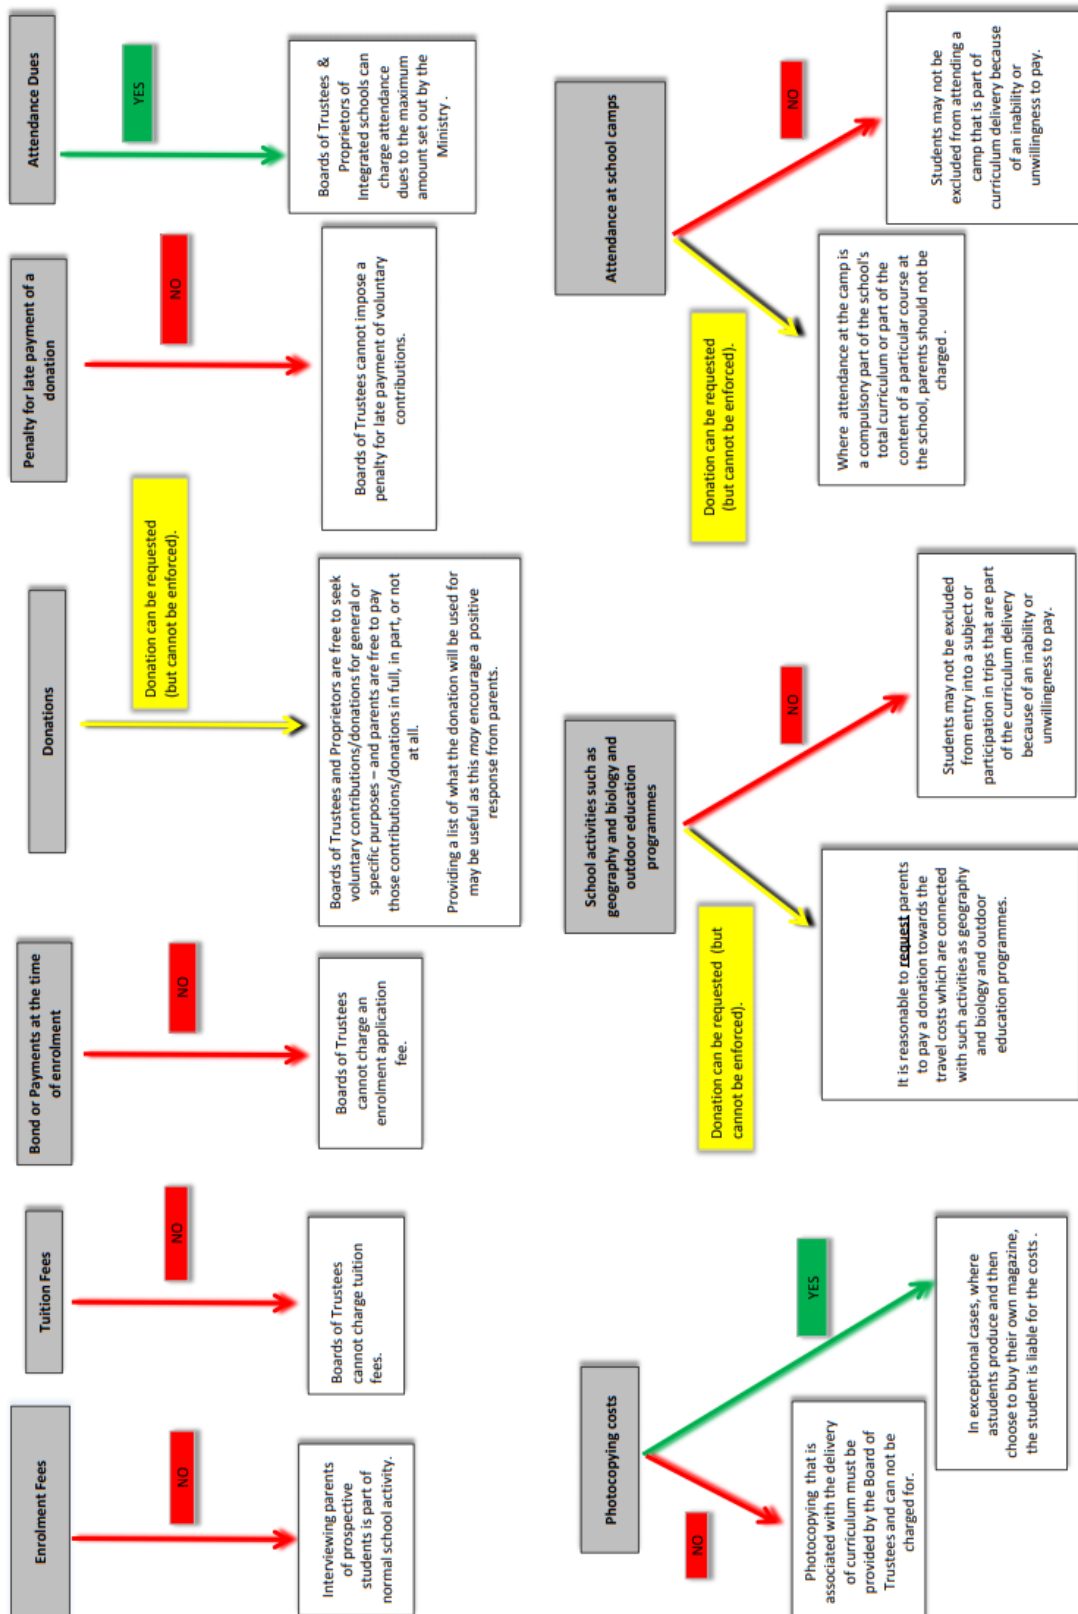 Enrolment Fees
NO
Interviewing parents
of prospective
students is part of
normal school activity.
Tuition Fees
NO
Boards of Trustees
cannot charge tuition
fees.
Bond or Payments at the time
of enrolment
NO
Boards of Trustees
cannot charge an
enrolment application
fee.
Donations
Donation can be requested
(but cannot be enforced).
Boards of Trustees and Proprietors are free to seek
voluntary contributions/donations for general or
specific purposes – and parents are free to pay
those contributions/donations in full, in part, or not
at all.
Providing a list of what the donation will be used for
may be useful as this may encourage a positive
response from parents.
Penalty for late payment of a
donation
NO
Boards of Trustees cannot impose a
penalty for late payment of voluntary
contributions.
Attendance Dues
YES
Boards of Trustees &
Proprietors of
Integrated schools can
charge attendance
dues to the maximum
amount set out by the
Ministry .
Photocopying costs
NO
Photocopying that is
associated with the delivery
of curriculum must be
provided by the Board of
Trustees and can not be
charged for.
YES
In exceptional cases, where
astudents produce and then
choose to buy their own magazine,
the student is liable for the costs .
School activities such as
geography and biology and
outdoor education
programmes
Donation can be requested (but
cannot be enforced).
It is reasonable to request parents
to pay a donation towards the
travel costs which are connected
with such activities as geography
and biology and outdoor
education programmes.
NO
Students may not be excluded
from entry into a subject or
participation in trips that are part
of the curriculum delivery
because of an inability or
unwillingness to pay.
Attendance at school camps
Donation can be requested
(but cannot be enforced).
Where attendance at the camp is
a compulsory part of the school's
total curriculum or part of the
content of a particular course at
the school, parents should not be
charged .
NO
Students may not be
excluded from attending a
camp that is part of
curriculum delivery because
of an inability or
unwillingness to pay.